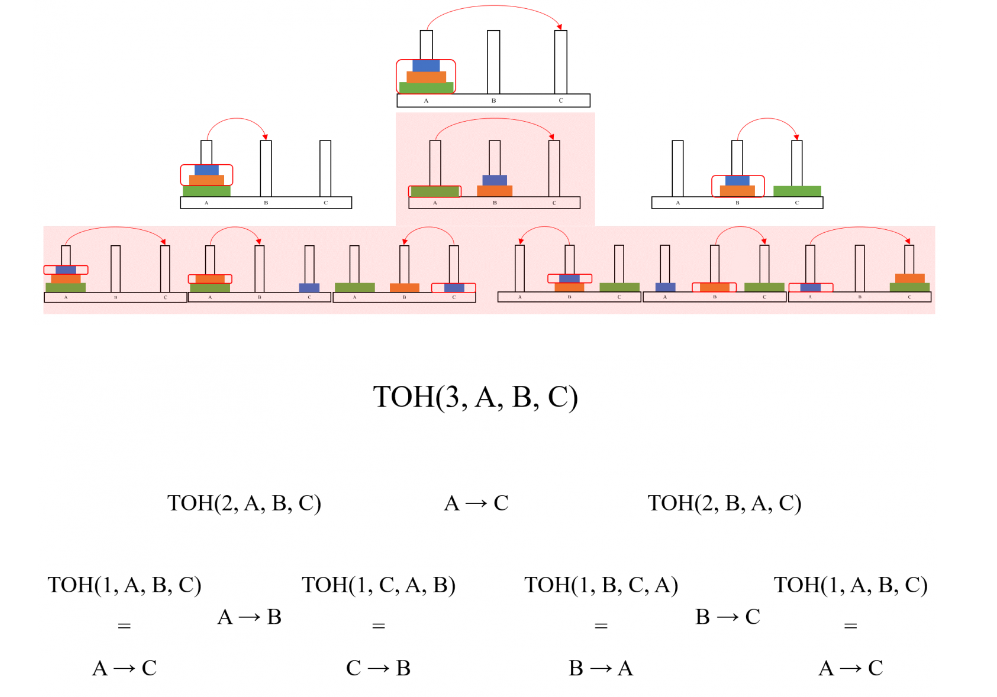 A B C
A B C
A B C
A B C
A B C A B C A B C A B C A B C A B C
TOH(3, A, B, C)
TOH(2, A, B, C) A → C TOH(2, B, A, C)
TOH(1, A, B, C) TOH(1, C, A, B) TOH(1, B, C, A) TOH(1, A, B, C)
A → B B → C
= = = =
A → C C → B B → A A → C